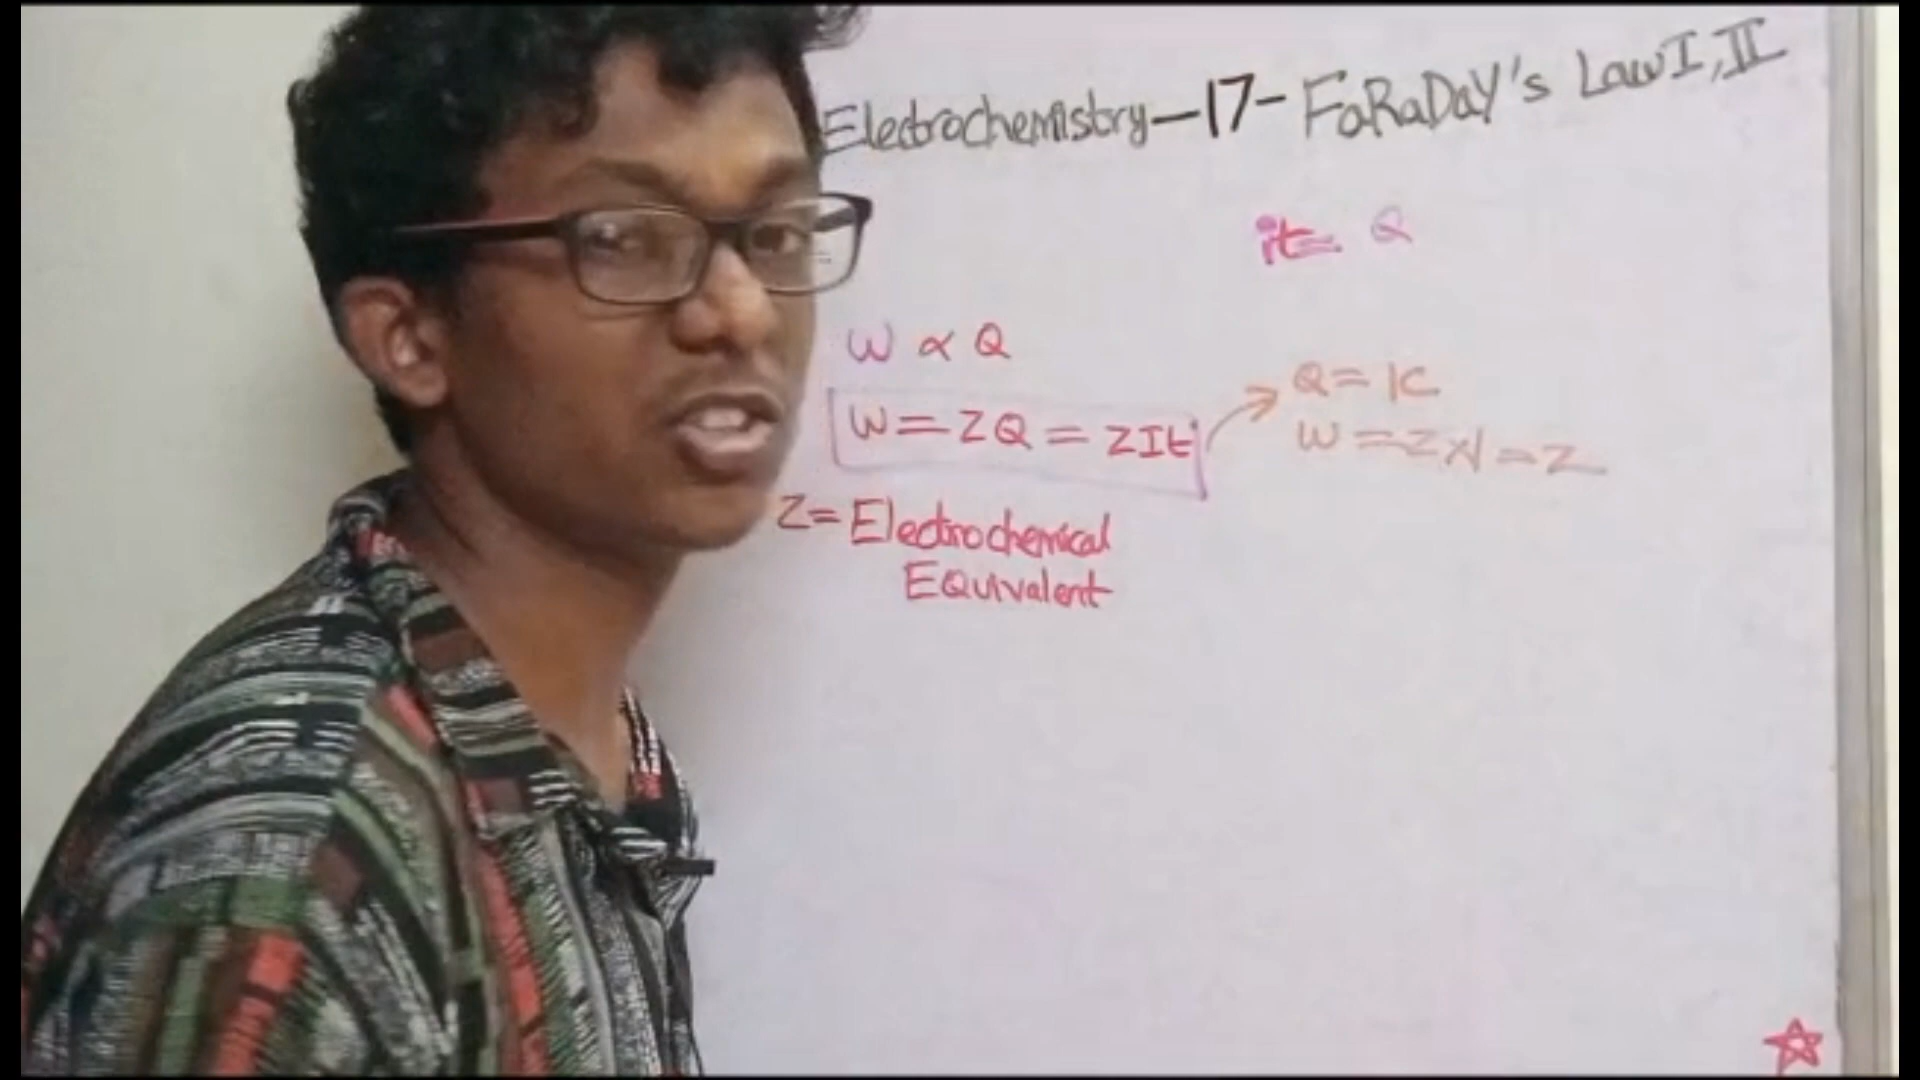 Electrochemistry-17- FaRaDaY's Law I, II
it = Q
W ∝ Q
W = ZQ = ZIt
Q = 1C
W = Z×1 = Z
Z = Electrochemical
Equivalent